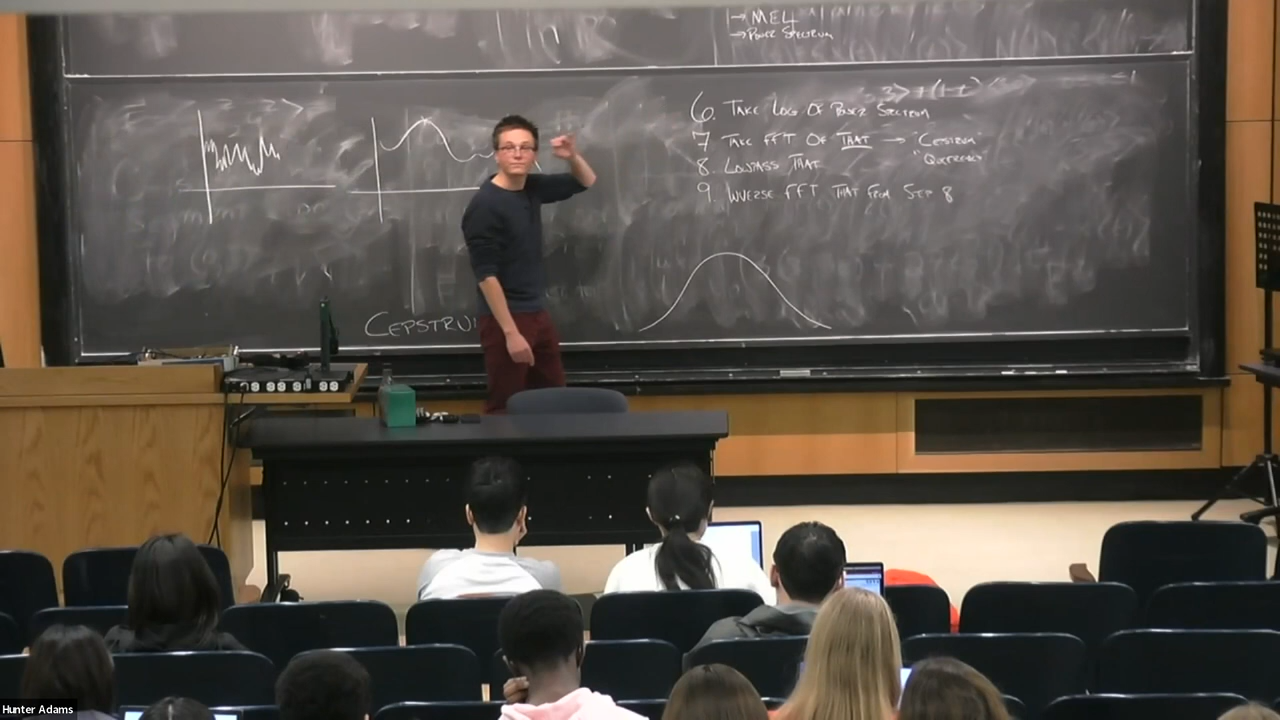 → MEL
→ POWER SPECTRUM
6. TAKE LOG OF POWER SPECTRUM
7 TAKE FFT OF THAT → "CEPSTRUM"
"QUEFRENCY"
8. LOWPASS THAT
9. INVERSE FFT THAT FROM STEP 8
CEPSTRU
Hunter Adams